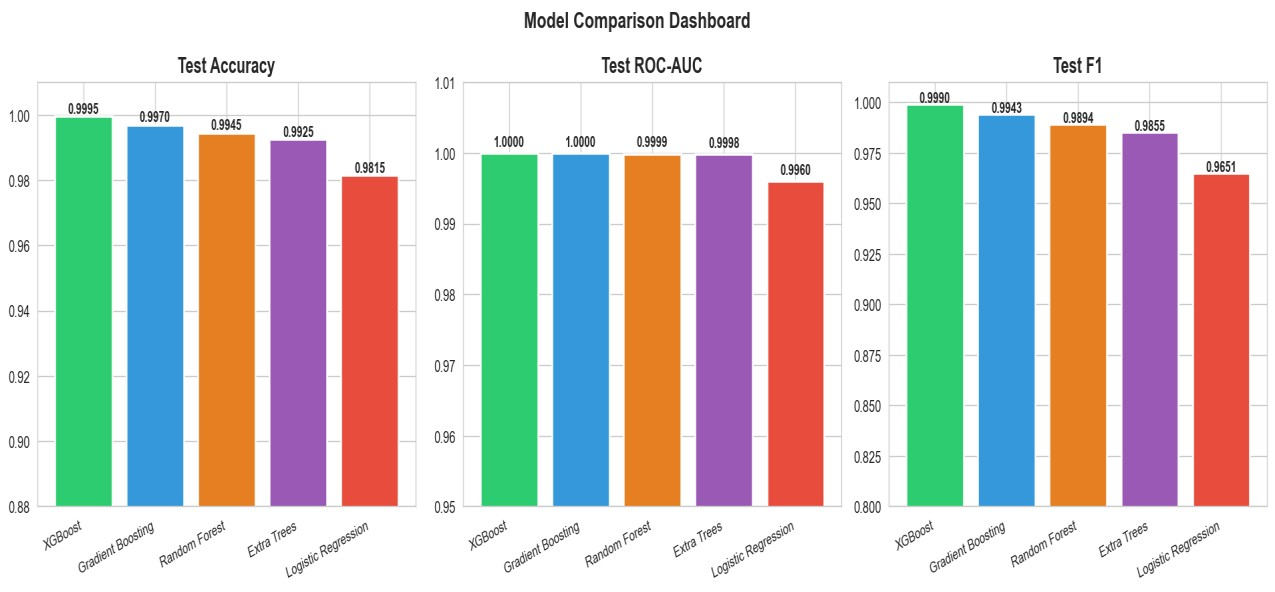 Model Comparison Dashboard
Test Accuracy
1.00
0.98
0.96
0.94
0.92
0.90
0.88
0.9995
0.9970
0.9945
0.9925
0.9815
XGBoost
Gradient Boosting
Random Forest
Extra Trees
Logistic Regression
Test ROC-AUC
1.01
1.00
0.99
0.98
0.97
0.96
0.95
1.0000
1.0000
0.9999
0.9998
0.9960
XGBoost
Gradient Boosting
Random Forest
Extra Trees
Logistic Regression
Test F1
1.000
0.975
0.950
0.925
0.900
0.875
0.850
0.825
0.800
0.9990
0.9943
0.9894
0.9855
0.9651
XGBoost
Gradient Boosting
Random Forest
Extra Trees
Logistic Regression